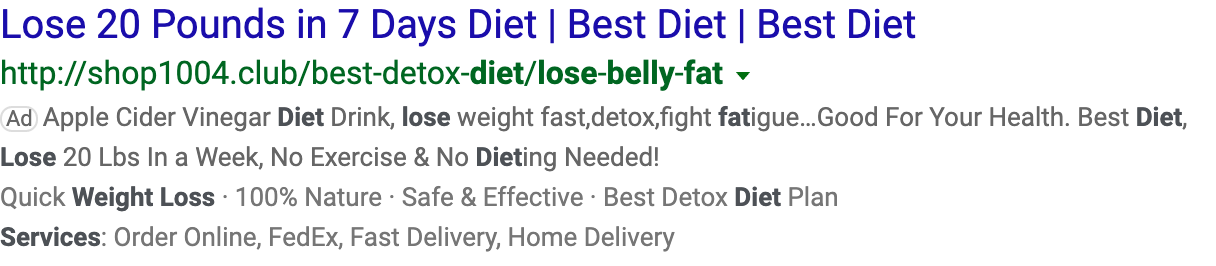 Lose 20 Pounds in 7 Days Diet | Best Diet | Best Diet
http://shop1004.club/best-detox-diet/lose-belly-fat
Ad Apple Cider Vinegar Diet Drink, lose weight fast,detox,fight fatigue...Good For Your Health. Best Diet,
Lose 20 Lbs In a Week, No Exercise & No Dieting Needed!
Quick Weight Loss · 100% Nature · Safe & Effective · Best Detox Diet Plan
Services: Order Online, FedEx, Fast Delivery, Home Delivery